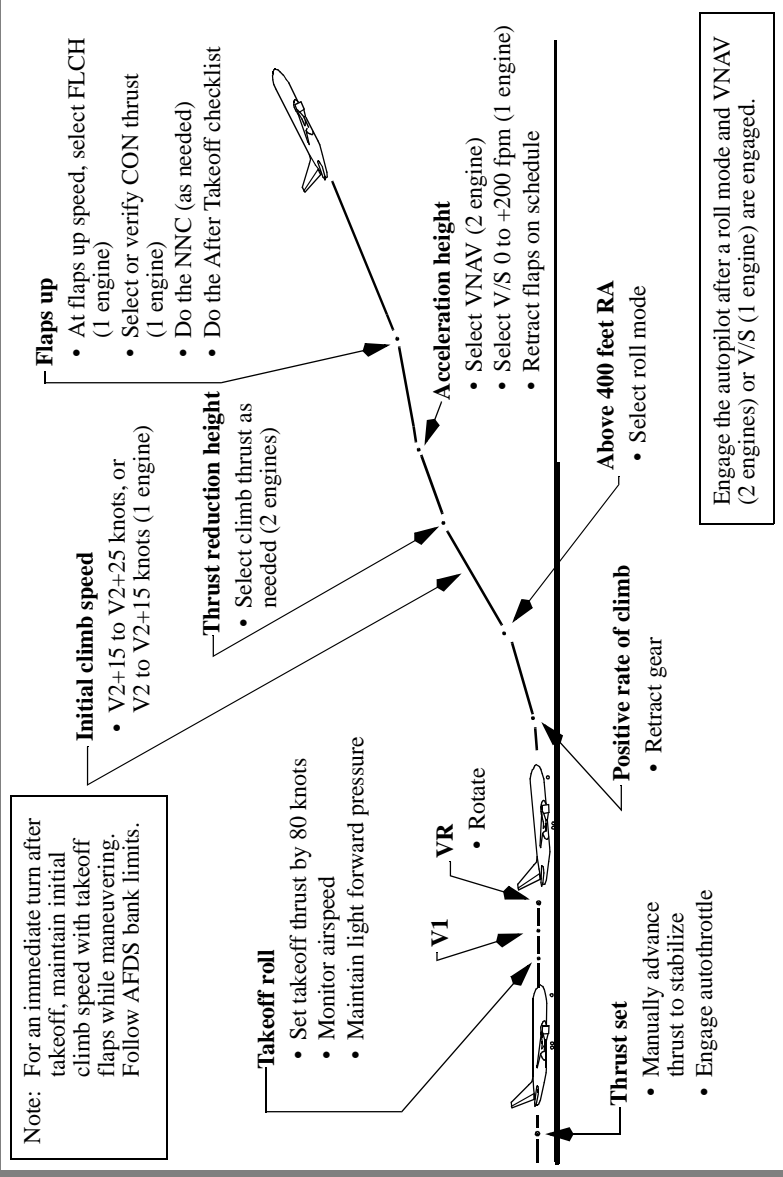 Note: For an immediate turn after
takeoff, maintain initial
climb speed with takeoff
flaps while maneuvering.
Follow AFDS bank limits.
Takeoff roll
• Set takeoff thrust by 80 knots
• Monitor airspeed
• Maintain light forward pressure
V1
VR
• Rotate
Thrust set
• Manually advance
thrust to stabilize
• Engage autothrottle
Initial climb speed
• V2+15 to V2+25 knots, or
V2 to V2+15 knots (1 engine)
Thrust reduction height
• Select climb thrust as
needed (2 engines)
Positive rate of climb
• Retract gear
Above 400 feet RA
• Select roll mode
Flaps up
• At flaps up speed, select FLCH
(1 engine)
• Select or verify CON thrust
(1 engine)
• Do the NNC (as needed)
• Do the After Takeoff checklist
Acceleration height
• Select VNAV (2 engine)
• Select V/S 0 to +200 fpm (1 engine)
• Retract flaps on schedule
Engage the autopilot after a roll mode and VNAV
(2 engines) or V/S (1 engine) are engaged.